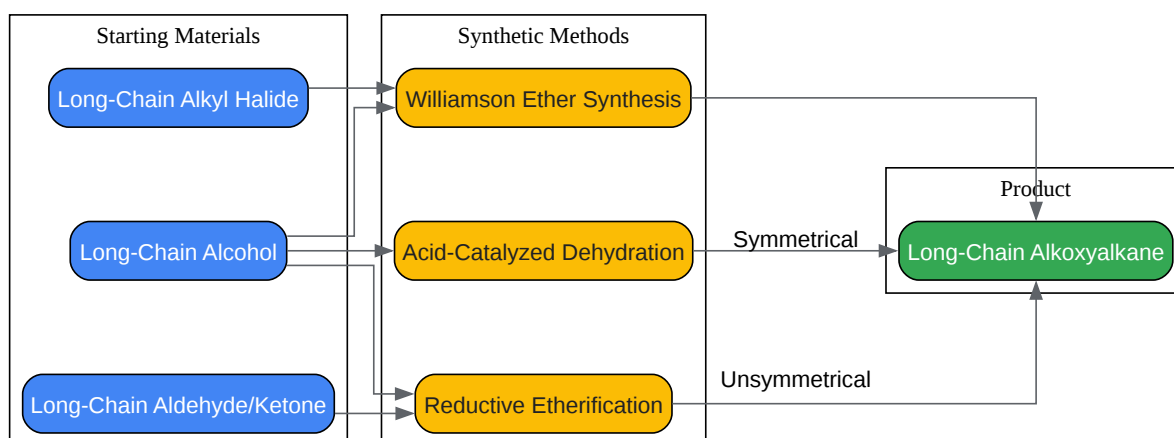 Starting Materials
Synthetic Methods
Long-Chain Alkyl Halide
Williamson Ether Synthesis
Product
Long-Chain Alcohol
Acid-Catalyzed Dehydration
Symmetrical
Long-Chain Alkoxyalkane
Long-Chain Aldehyde/Ketone
Reductive Etherification
Unsymmetrical